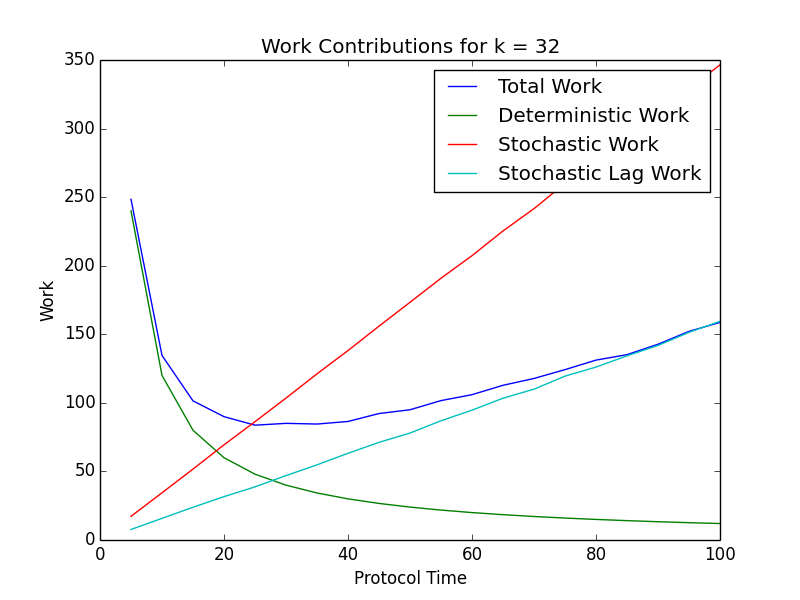 Work Contributions for k = 32
350
300
250
200
150
100
50
0
Work
Total Work
Deterministic Work
Stochastic Work
Stochastic Lag Work
0 20 40 60 80 100
Protocol Time